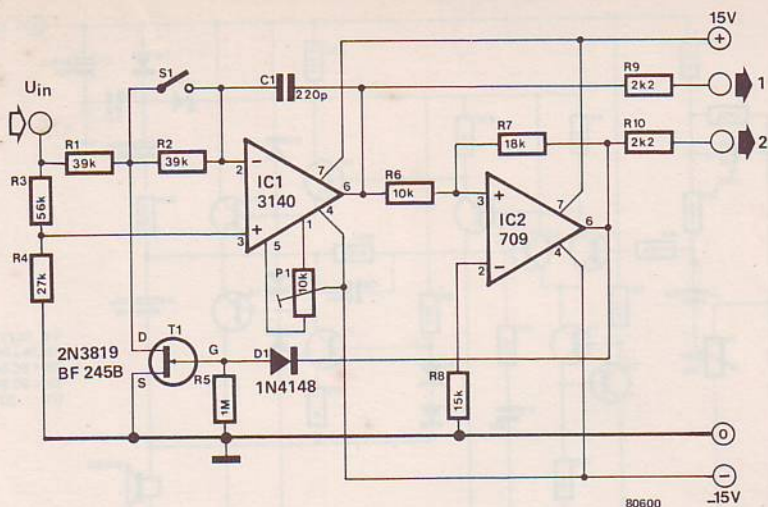 15V
+
S1
C1
220p
R9
2k2
1
Uin
R1
39k
R2
39k
R7
18k
R10
2k2
2
2
−
IC1
3140
7
6
4
R6
10k
3
+
IC2
709
7
6
4
R3
56k
3
+
5
1
2
−
R4
27k
P1
10k
T1
D
G
S
2N3819
BF 245B
D1
1N4148
R5
1M
R8
15k
0
−
–15V
80600